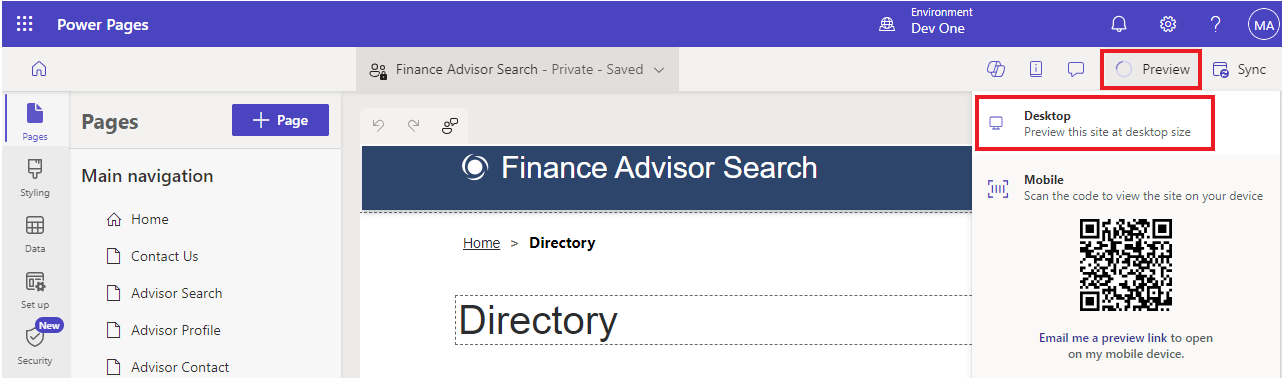 Power Pages
Environment
Dev One
MA
Finance Advisor Search - Private - Saved
Preview
Sync
Pages
Styling
Data
Set up
New
Security
Pages
+ Page
Main navigation
Home
Contact Us
Advisor Search
Advisor Profile
Advisor Contact
Finance Advisor Search
Home > Directory
Directory
Desktop
Preview this site at desktop size
Mobile
Scan the code to view the site on your device
Email me a preview link to open
on my mobile device.